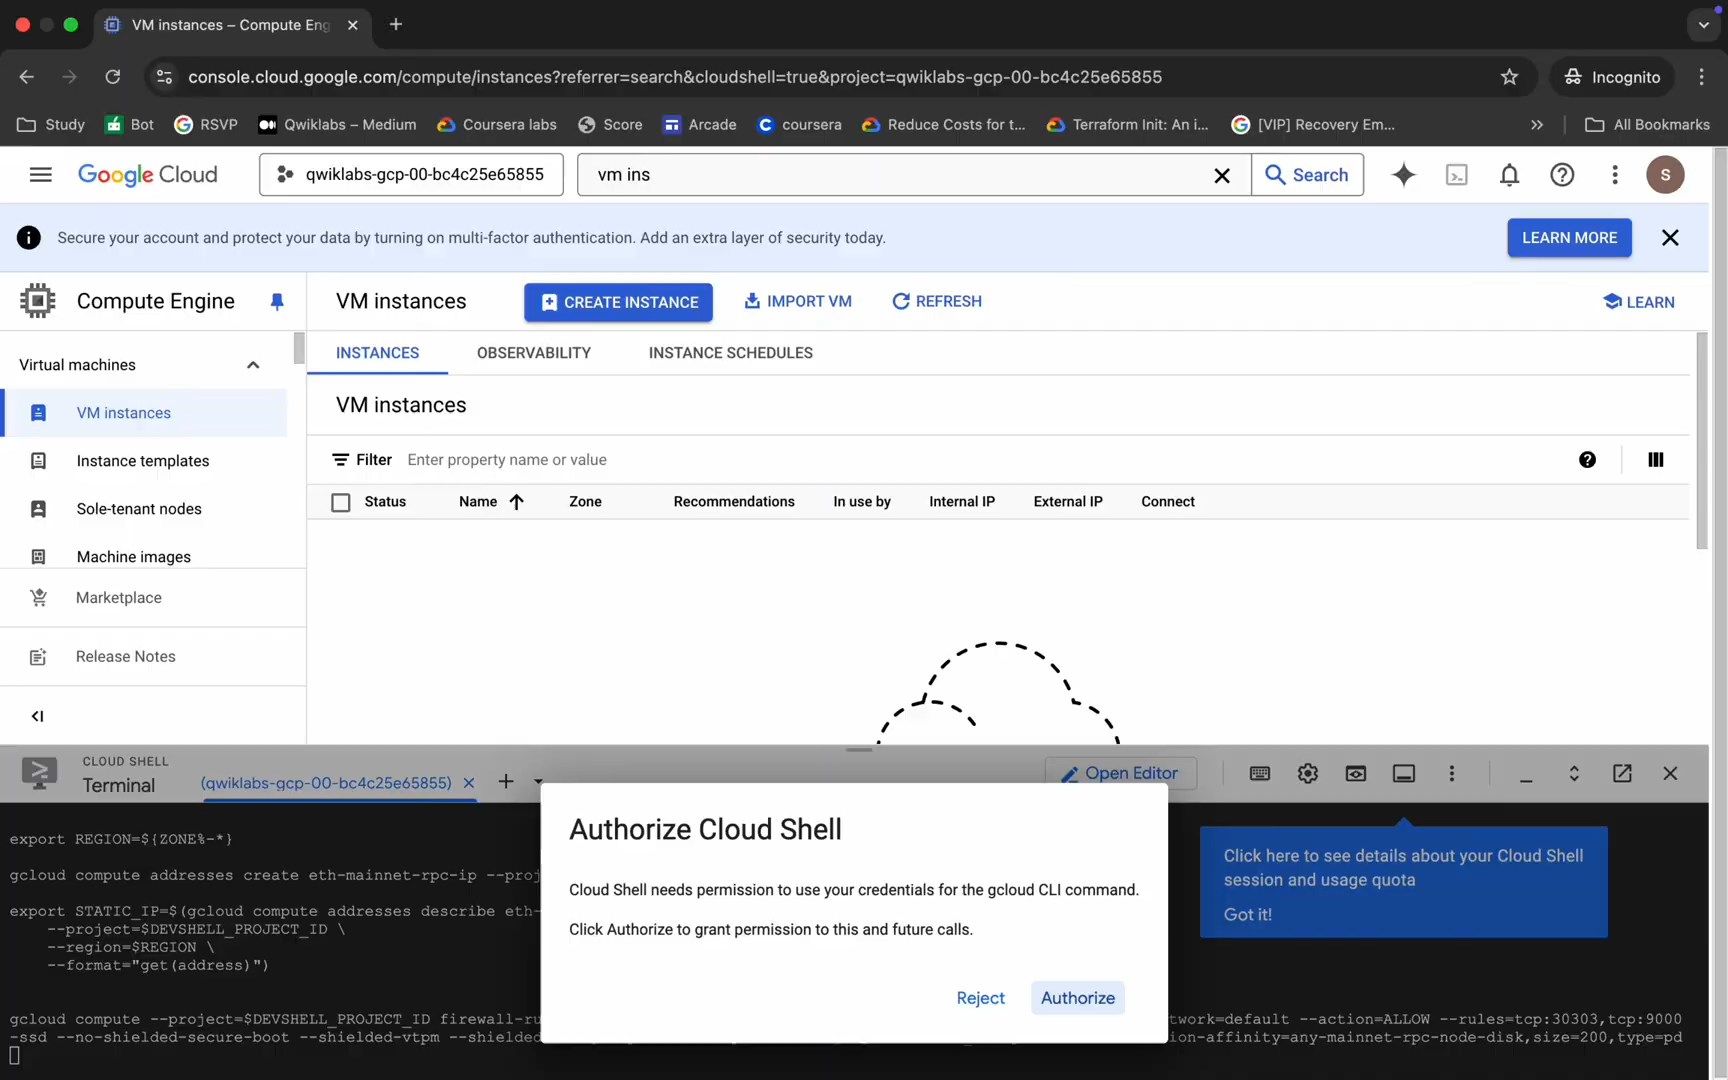 VM instances – Compute Eng
console.cloud.google.com/compute/instances?referrer=search&cloudshell=true&project=qwiklabs-gcp-00-bc4c25e65855
Incognito
Study
Bot
RSVP
Qwiklabs – Medium
Coursera labs
Score
Arcade
coursera
Reduce Costs for t...
Terraform Init: An i...
[VIP] Recovery Em...
All Bookmarks
Google Cloud
qwiklabs-gcp-00-bc4c25e65855
vm ins
Search
S
Secure your account and protect your data by turning on multi-factor authentication. Add an extra layer of security today.
LEARN MORE
Compute Engine
VM instances
CREATE INSTANCE
IMPORT VM
REFRESH
LEARN
Virtual machines
INSTANCES
OBSERVABILITY
INSTANCE SCHEDULES
VM instances
Instance templates
Sole-tenant nodes
Machine images
Marketplace
Release Notes
VM instances
Filter Enter property name or value
Status Name Zone Recommendations In use by Internal IP External IP Connect
CLOUD SHELL
Terminal
(qwiklabs-gcp-00-bc4c25e65855)
Open Editor
export REGION=${ZONE%-*}
gcloud compute addresses create eth-mainnet-rpc-ip --proj
export STATIC_IP=$(gcloud compute addresses describe eth-
--project=$DEVSHELL_PROJECT_ID \
--region=$REGION \
--format="get(address)")
gcloud compute --project=$DEVSHELL_PROJECT_ID firewall-ru
twork=default --action=ALLOW --rules=tcp:30303,tcp:9000
-ssd --no-shielded-secure-boot --shielded-vtpm --shielded
ion-affinity=any-mainnet-rpc-node-disk,size=200,type=pd
Authorize Cloud Shell
Cloud Shell needs permission to use your credentials for the gcloud CLI command.
Click Authorize to grant permission to this and future calls.
Reject
Authorize
Click here to see details about your Cloud Shell
session and usage quota
Got it!